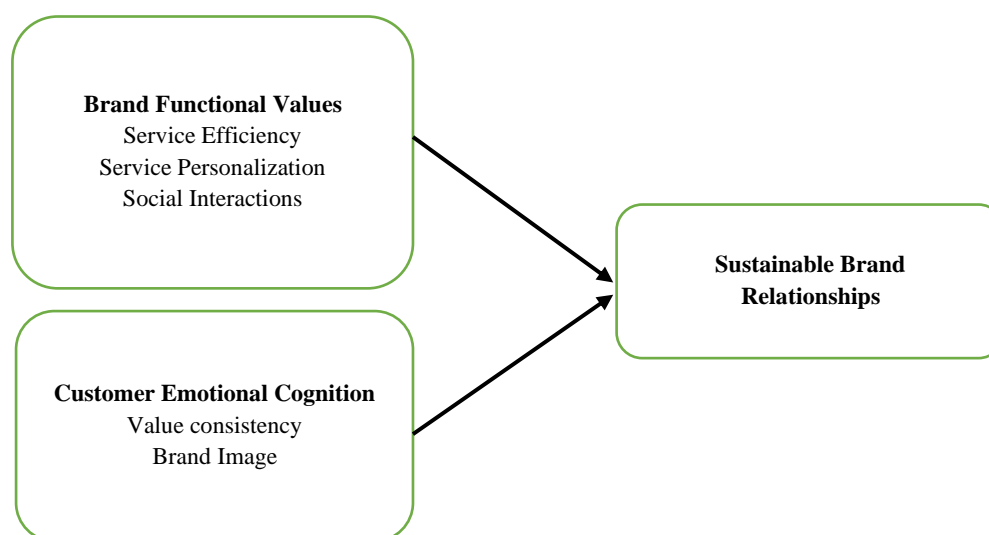 Brand Functional Values
Service Efficiency
Service Personalization
Social Interactions
Sustainable Brand
Relationships
Customer Emotional Cognition
Value consistency
Brand Image